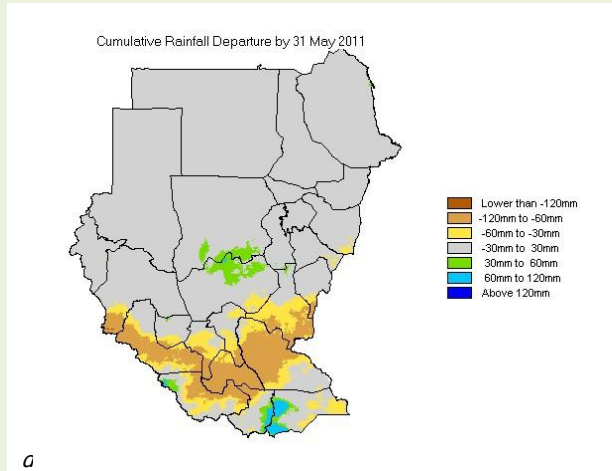 Cumulative Rainfall Departure by 31 May 2011
Lower than -120mm
-120mm to -60mm
-60mm to -30mm
-30mm to 30mm
30mm to 60mm
60mm to 120mm
Above 120mm
a